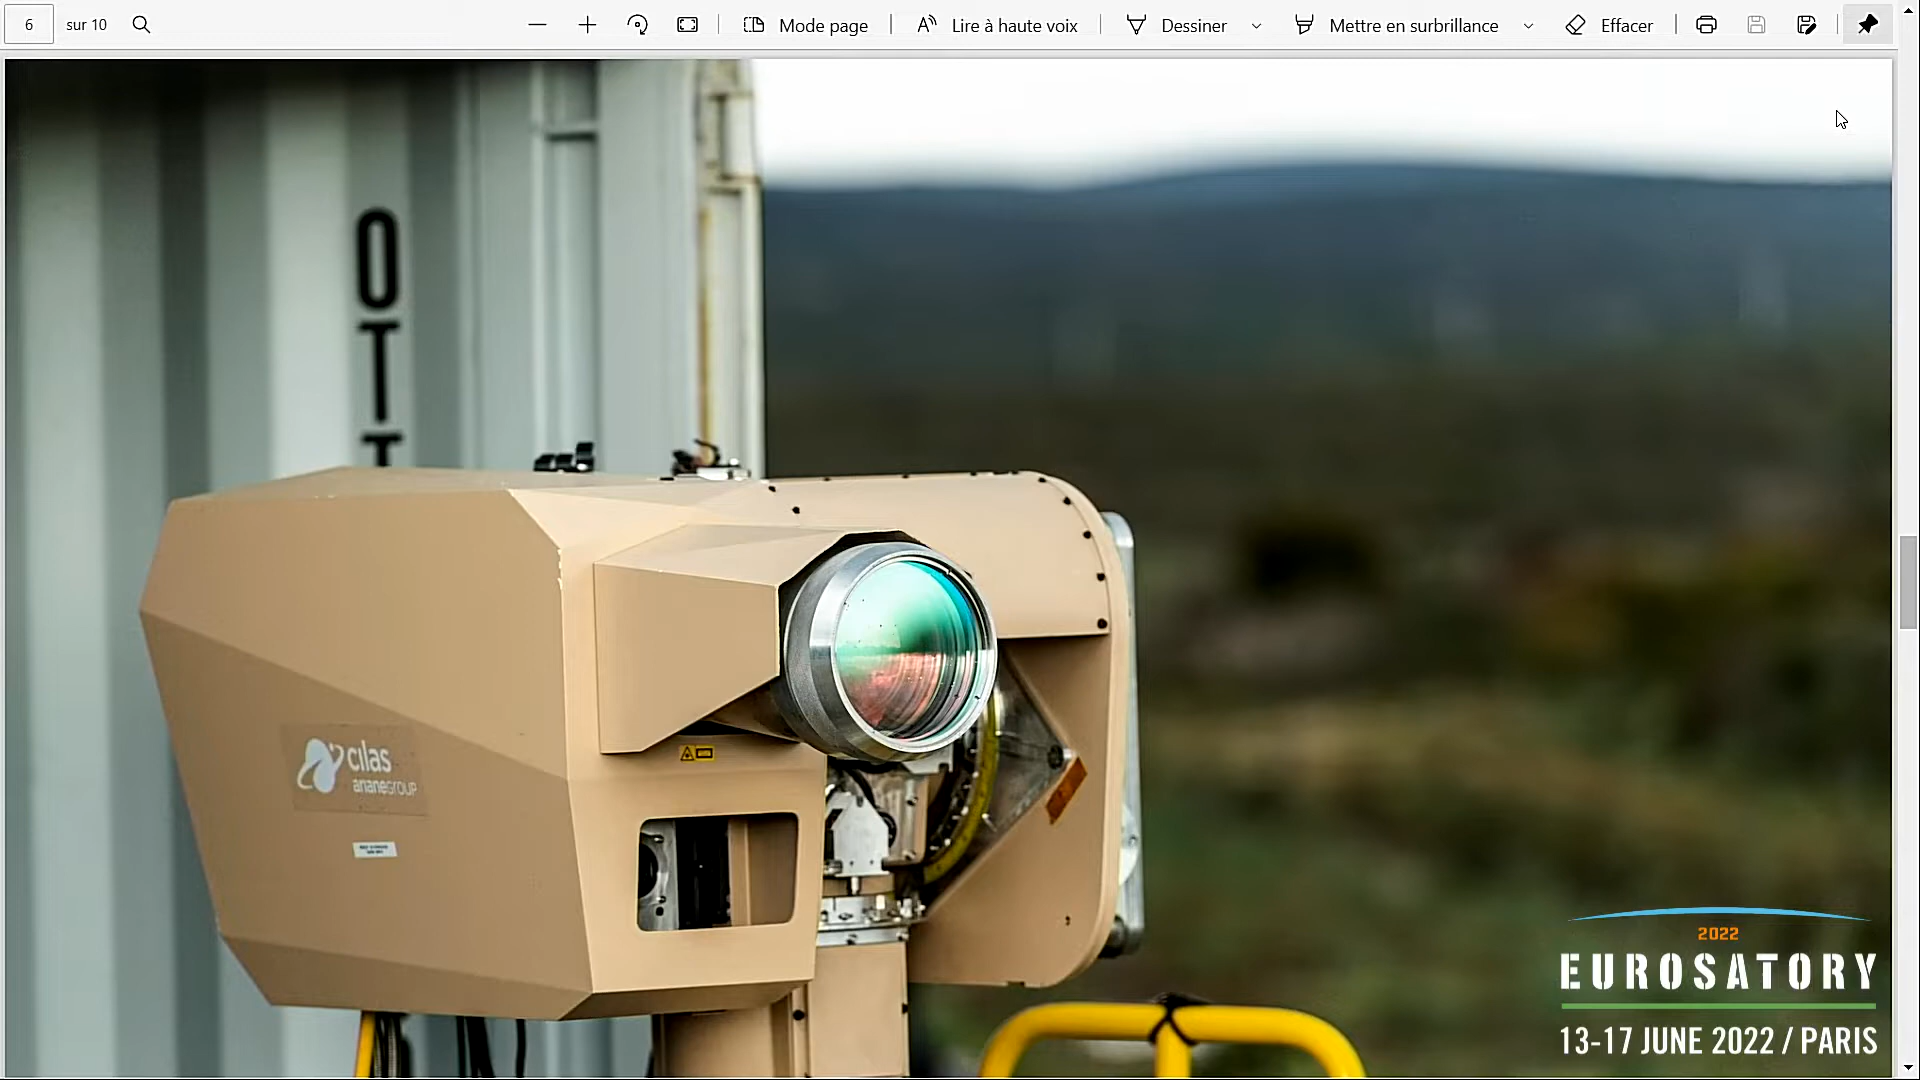 6 sur 10 Mode page Lire à haute voix Dessiner Mettre en surbrillance Effacer
O
T
T
cilas
arianeGROUP
2022
EUROSATORY
13-17 JUNE 2022 / PARIS